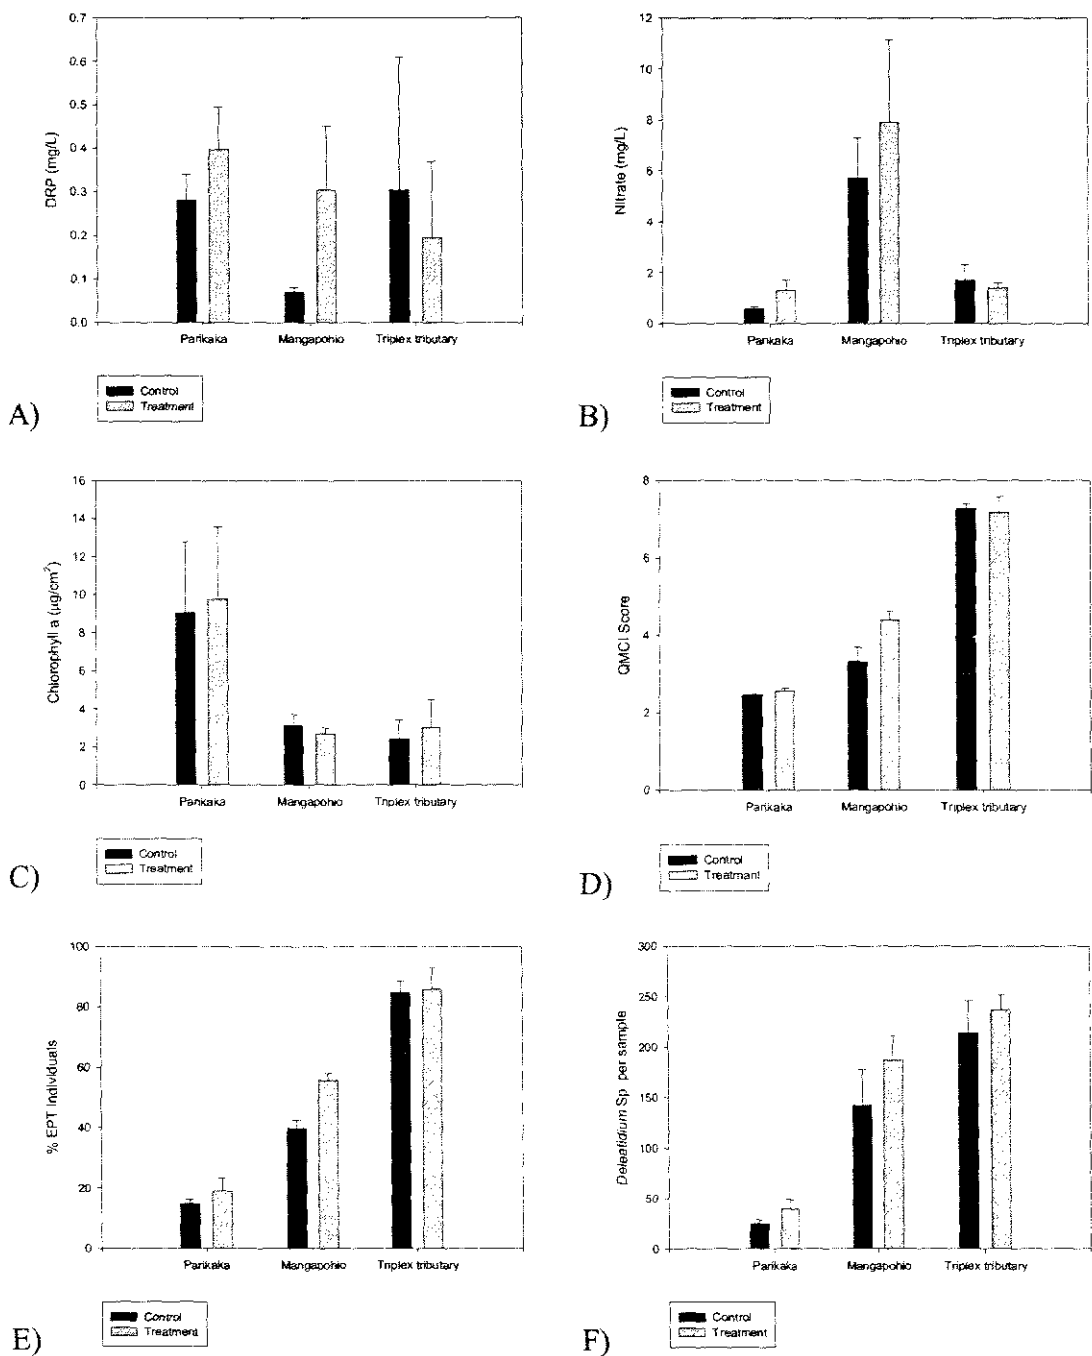 0.7
0.6
0.5
0.4
0.3
0.2
0.1
0.0
DRP (mg/L)
Parikaka Mangapohio Triplex tributary
Control
Treatment
A)
12
10
8
6
4
2
0
Nitrate (mg/L)
Parikaka Mangapohio Triplex tributary
Control
Treatment
B)
16
14
12
10
8
6
4
2
0
Chlorophyll a (µg/cm²)
Parikaka Mangapohio Triplex tributary
Control
Treatment
C)
8
6
4
2
0
QMCI Score
Parikaka Mangapohio Triplex tributary
Control
Treatmant
D)
100
80
60
40
20
0
% EPT Individuals
Parikaka Mangapohio Triplex tributary
Control
Treatment
E)
300
250
200
150
100
50
0
Deleatidium Sp per sample
Parikaka Mangapohio Triplex tributary
Control
Treatment
F)